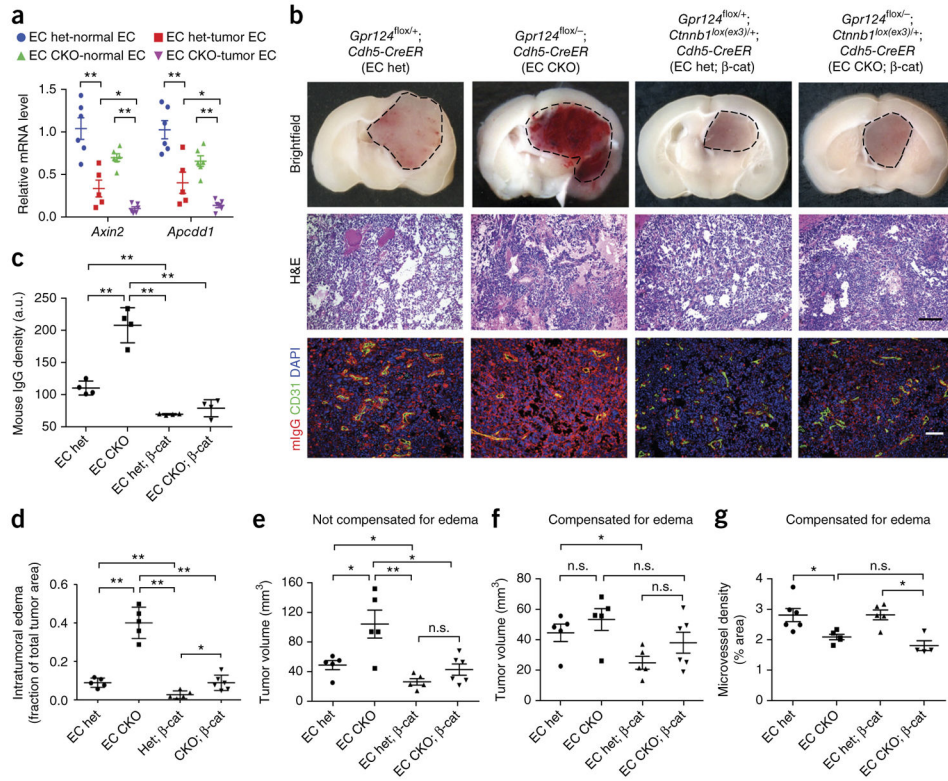 a
EC het-normal EC
EC het-tumor EC
EC CKO-normal EC
EC CKO-tumor EC
** * ** ** * **
Relative mRNA level
1.5
1.0
0.5
0
Axin2 Apcdd1
b
Gpr124flox/+;
Cdh5-CreER
(EC het)
Gpr124flox/–;
Cdh5-CreER
(EC CKO)
Gpr124flox/+;
Ctnnb1lox(ex3)/+;
Cdh5-CreER
(EC het; β-cat)
Gpr124flox/–;
Ctnnb1lox(ex3)/+;
Cdh5-CreER
(EC CKO; β-cat)
Brightfield
H&E
mIgG CD31 DAPI
c
Mouse IgG density (a.u.)
250
200
150
100
50
**
**
** **
EC het
EC CKO
EC het; β-cat
EC CKO; β-cat
d
Intratumoral edema
(fraction of total tumor area)
0.6
0.4
0.2
0
**
**
** **
*
EC het
EC CKO
Het; β-cat
CKO; β-cat
e
Not compensated for edema
Tumor volume (mm3)
160
120
80
40
0
*
*
* **
n.s.
EC het
EC CKO
EC het; β-cat
EC CKO; β-cat
f
Compensated for edema
Tumor volume (mm3)
80
60
40
20
0
*
n.s. n.s.
n.s.
EC het
EC CKO
EC het; β-cat
EC CKO; β-cat
g
Compensated for edema
Microvessel density
(% area)
4
3
2
1
0
* n.s.
*
EC het
EC CKO
EC het; β-cat
EC CKO; β-cat